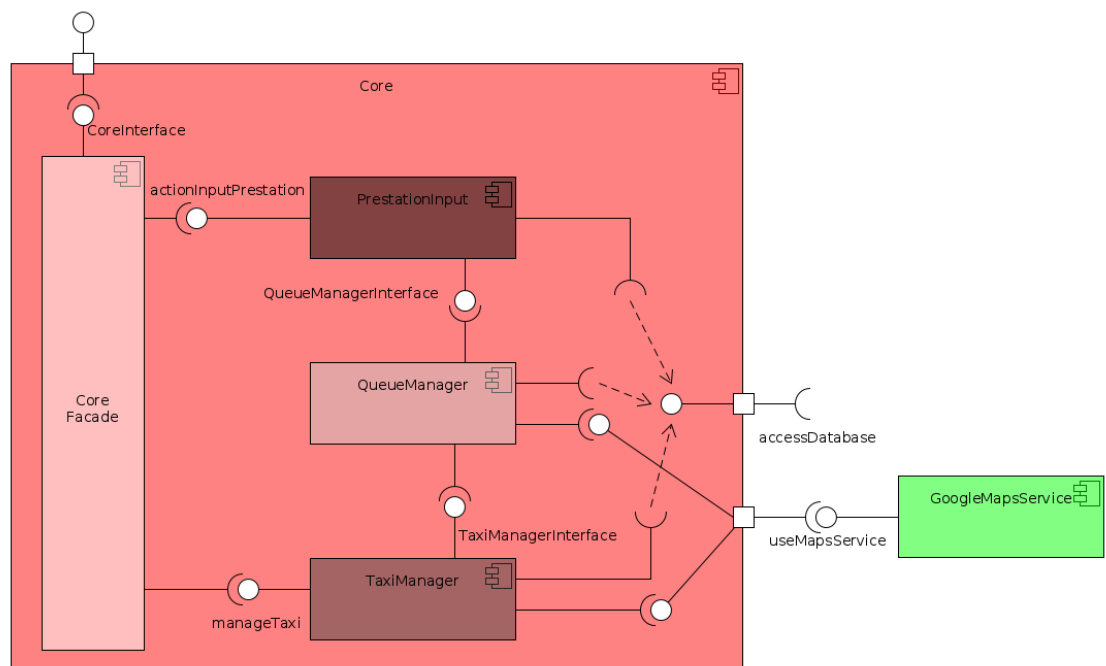 Core
CoreInterface
actionInputPrestation
PrestationInput
QueueManagerInterface
QueueManager
Core
Facade
accessDatabase
GoogleMapsService
TaxiManagerInterface
useMapsService
TaxiManager
manageTaxi